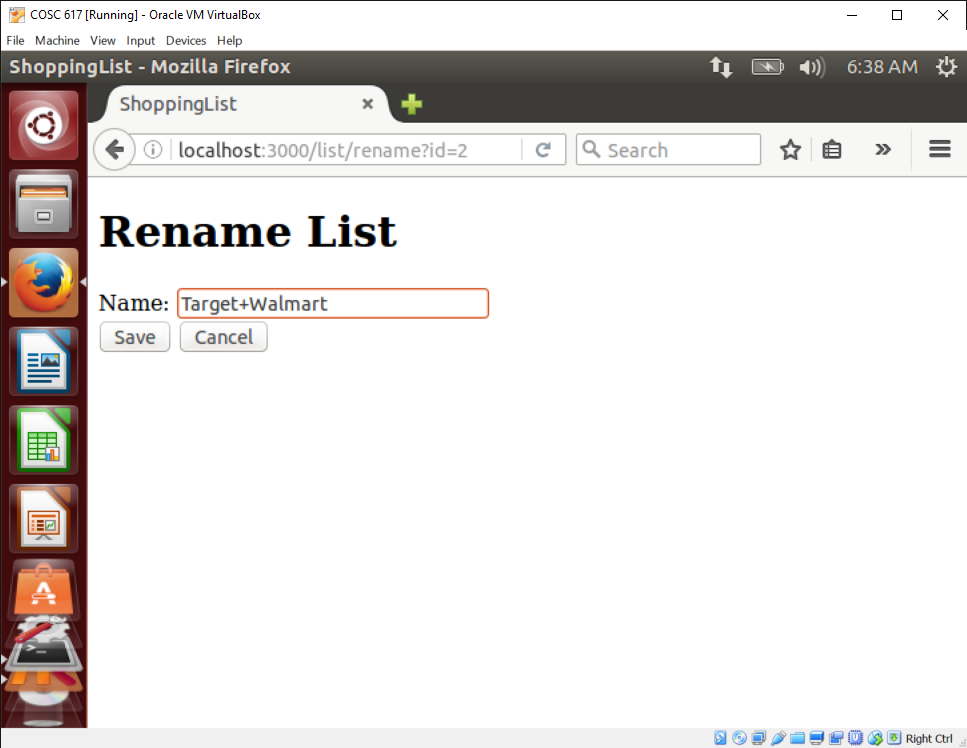 COSC 617 [Running] - Oracle VM VirtualBox
File Machine View Input Devices Help
ShoppingList - Mozilla Firefox 6:38 AM
ShoppingList
localhost:3000/list/rename?id=2 Search
Rename List
Name: Target+Walmart
Save Cancel
Right Ctrl